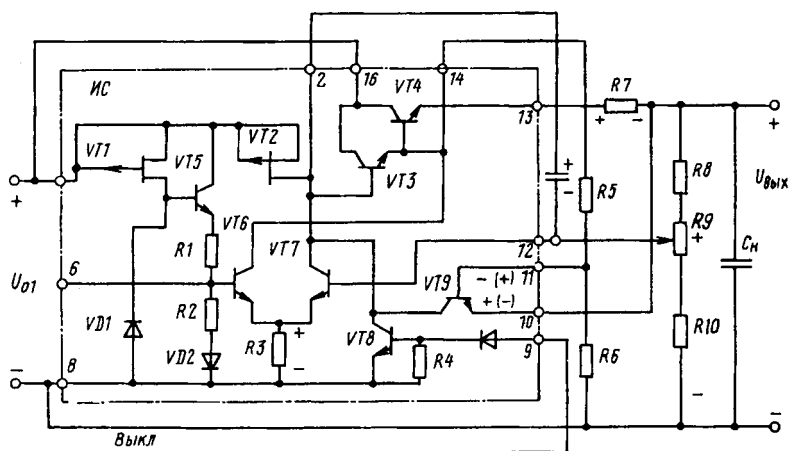 2
16
14
ИС
VT4
13
R7
+
-
+
VT1
VT5
VT2
VT3
+
-
R5
R8
Uвых
+
VT6
VT7
12
R9
+
Cн
R1
11
U01
6
VT9
- (+)
+ (-)
10
R2
VD1
R3
+
-
VT8
R4
9
R6
R10
VD2
-
8
-
-
Выкл